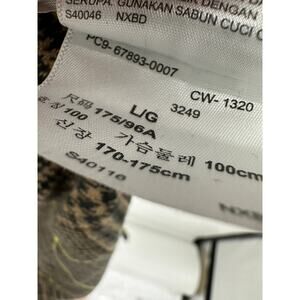 SERUPA. GUNAKAN SABUN CUCI
S40046 NXBD
PC9-67893-0007
CW-1320
L/G 3249
尺码 175/96A
호칭 100 가슴둘레 100cm
신장 170-175cm
S40116